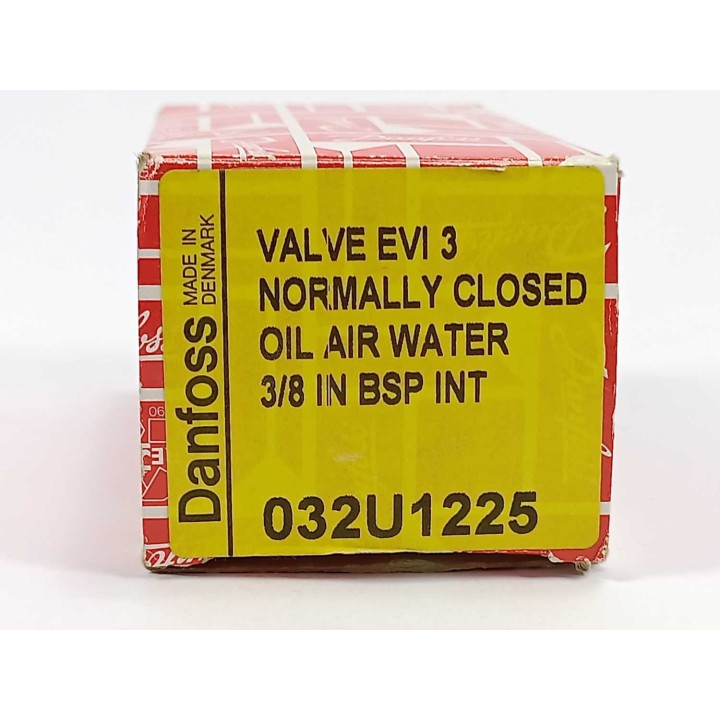 Danfoss
MADE IN
DENMARK
VALVE EVI 3
NORMALLY CLOSED
OIL AIR WATER
3/8 IN BSP INT
032U1225